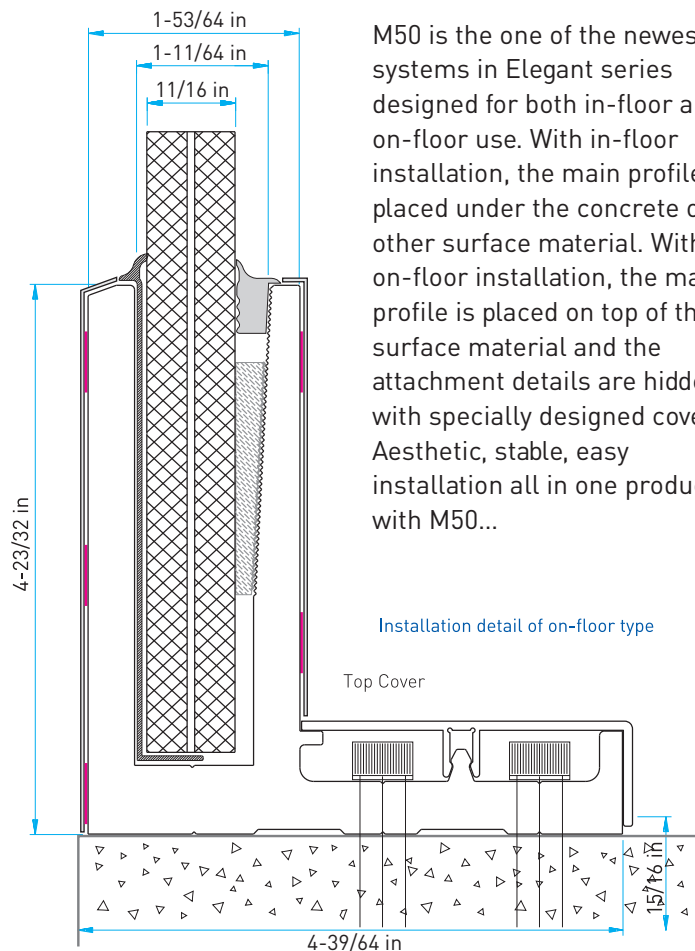 1-53/64 in
1-11/64 in
11/16 in
M50 is the one of the newes
systems in Elegant series
designed for both in-floor a
on-floor use. With in-floor
installation, the main profile
placed under the concrete o
other surface material. With
on-floor installation, the ma
profile is placed on top of th
surface material and the
attachment details are hidde
with specially designed cove
Aesthetic, stable, easy
installation all in one produ
with M50...
4-23/32 in
Installation detail of on-floor type
Top Cover
15/16 in
4-39/64 in